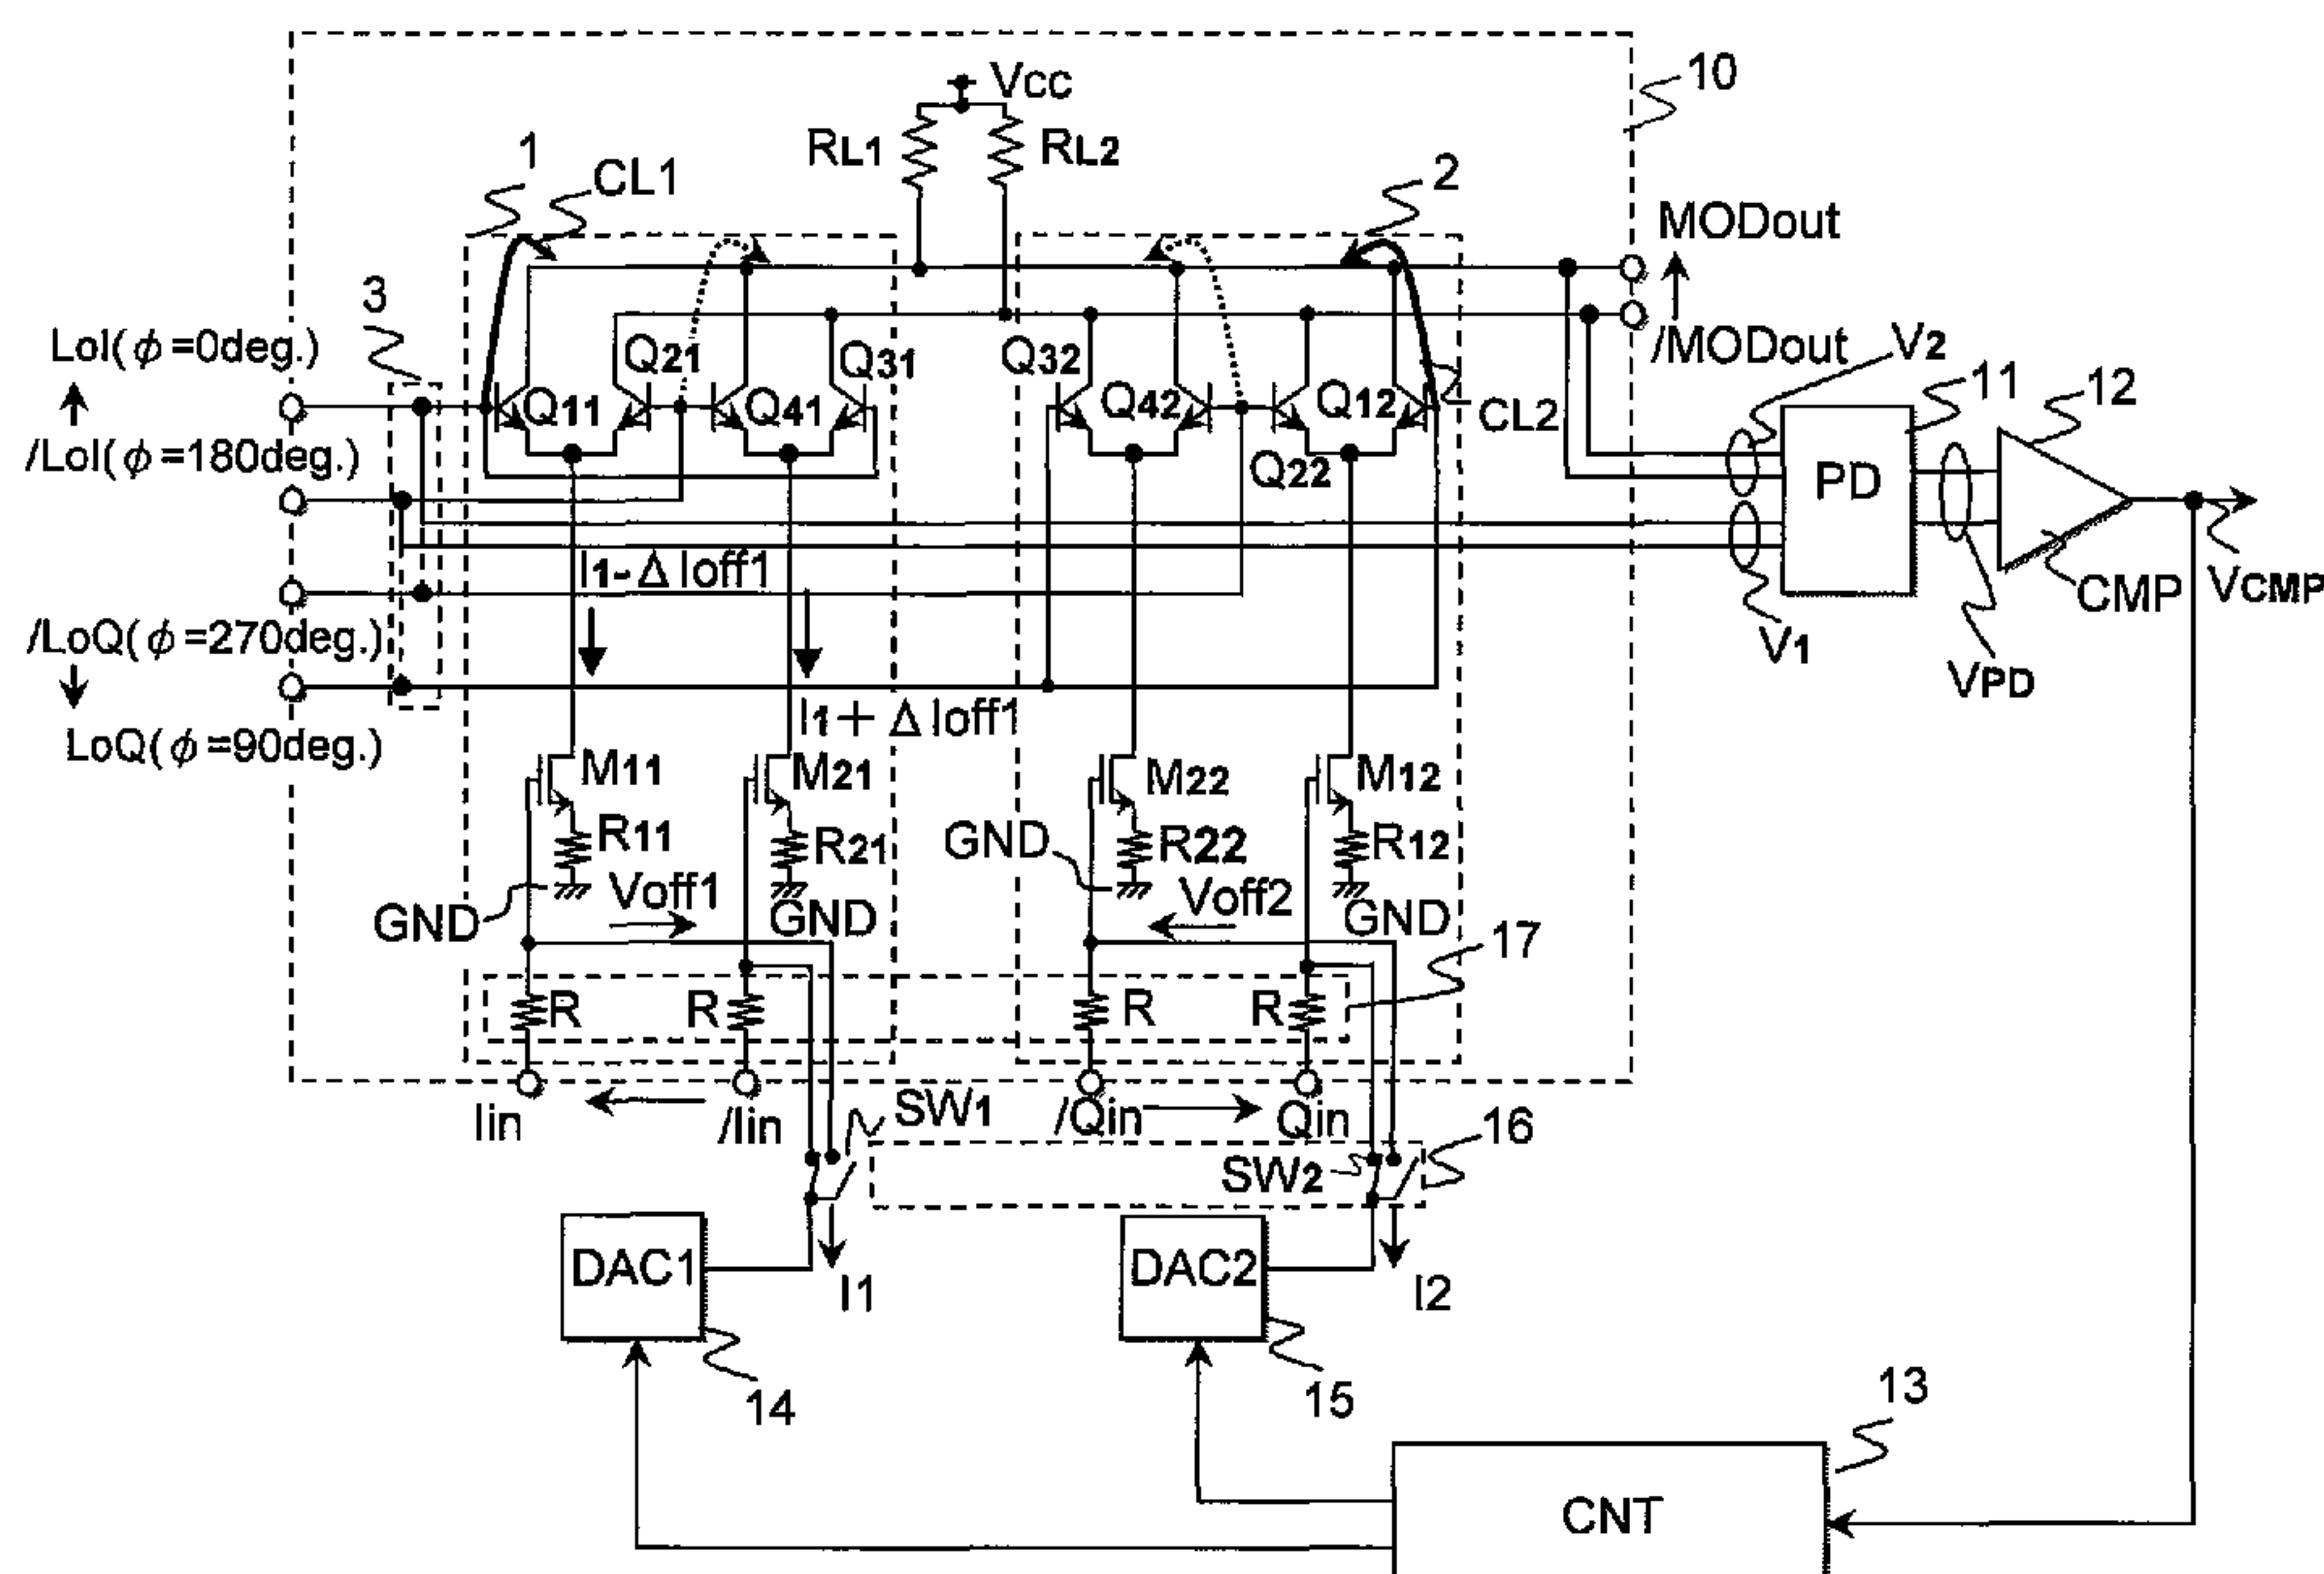 10
Vcc
RL1
RL2
1
CL1
2
MODout
3
/MODout
V2
LoI(ϕ=0deg.)
Q21
Q31
Q32
11
12
Q11
Q41
Q42
Q12
CL2
/LoI(ϕ=180deg.)
Q22
PD
I1-ΔIoff1
CMP
VCMP
V1
/LoQ(ϕ=270deg.)
VPD
I1+ΔIoff1
LoQ(ϕ=90deg.)
M11
M21
M22
M12
R11
R21
GND
R22
R12
Voff1
Voff2
GND
GND
GND
17
R
R
R
R
Iin
/Iin
SW1
/Qin
Qin
16
SW2
DAC1
DAC2
I1
I2
14
15
13
CNT